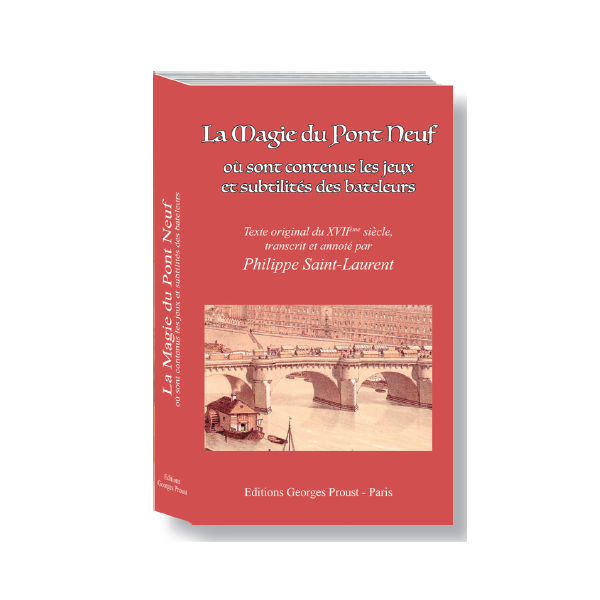 La Magie du Pont Neuf
où sont contenus les jeux
et subtilités des bateleurs
Texte original du XVIIème siècle,
transcrit et annoté par
Philippe Saint-Laurent
Editions Georges Proust - Paris
La Magie du Pont Neuf
où sont contenus les jeux et subtilités des bateleurs
Editions
Georges Proust